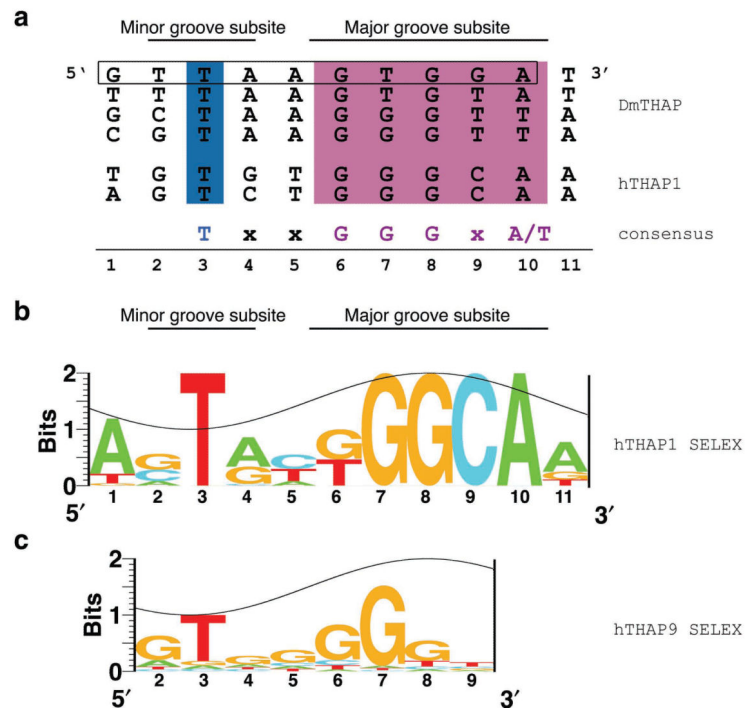 a
Minor groove subsite Major groove subsite
5‵ G T T A A G T G G A T 3′
T T T A A G T G T A T
G C T A A G G G T T A
C G T A A G G G T T A
DmTHAP
T G T G T G G G C A A
A G T C T G G G C A A
hTHAP1
T x x G G G x A/T consensus
1 2 3 4 5 6 7 8 9 10 11
b
Minor groove subsite Major groove subsite
2
1
0
Bits
A T G G C A T A G C A G A C T A G T G G C A A G T
1 2 3 4 5 6 7 8 9 10 11
5′ 3′
hTHAP1 SELEX
c
2
1
0
Bits
G A T G G G G G G
2 3 4 5 6 7 8 9
5′ 3′
hTHAP9 SELEX